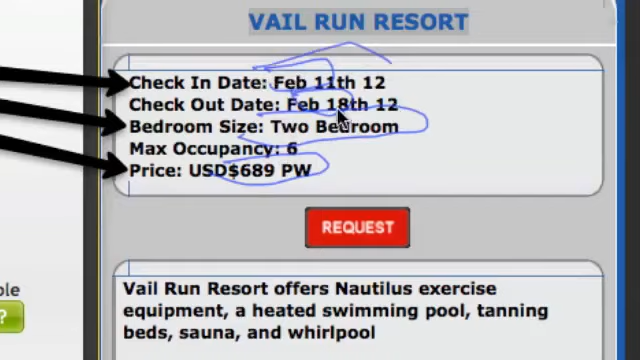 VAIL RUN RESORT
Check In Date: Feb 11th 12
Check Out Date: Feb 18th 12
Bedroom Size: Two Bedroom
Max Occupancy: 6
Price: USD$689 PW
REQUEST
ple
?
Vail Run Resort offers Nautilus exercise
equipment, a heated swimming pool, tanning
beds, sauna, and whirlpool